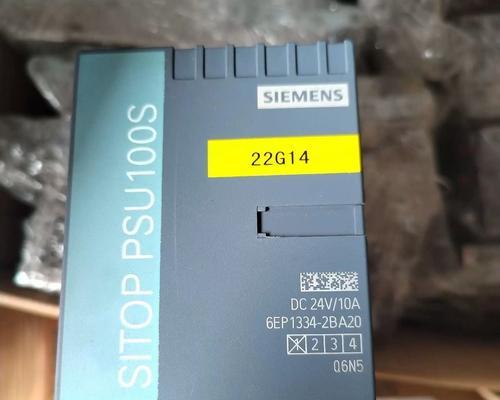 SITOP PSU100S
SIEMENS
22G14
DC 24V/10A
6EP1334-2BA20
X 2 3 4
Q6N5